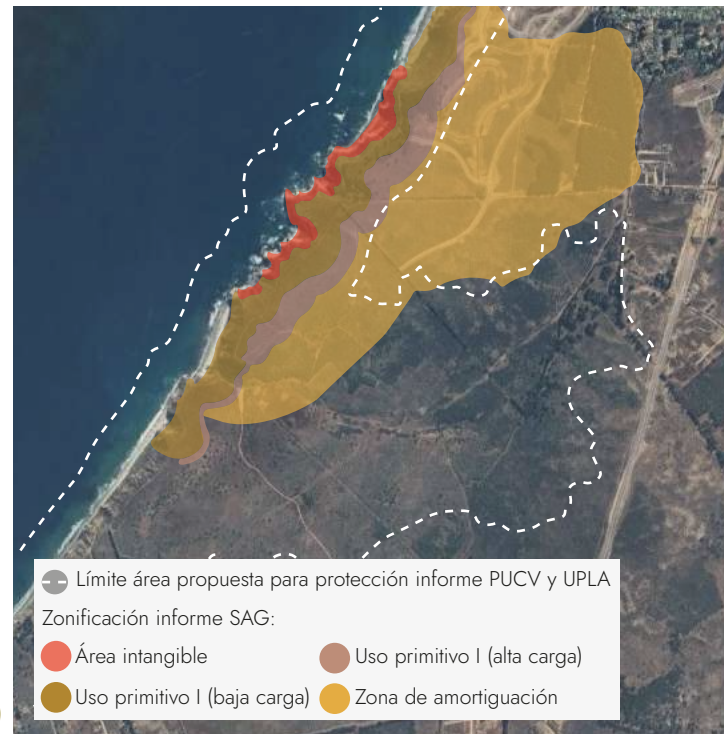 Límite área propuesta para protección informe PUCV y UPLA
Zonificación informe SAG:
Área intangible
Uso primitivo I (alta carga)
Uso primitivo I (baja carga)
Zona de amortiguación